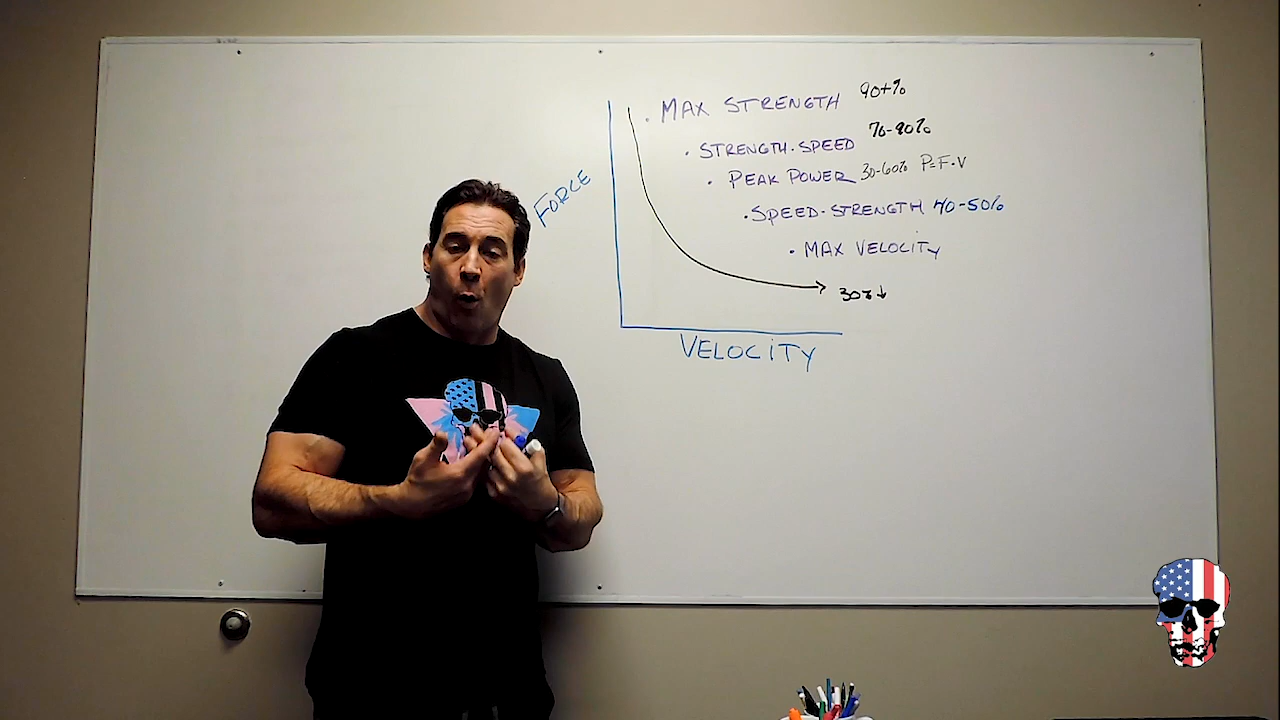 • MAX STRENGTH 90+%
• STRENGTH-SPEED 70-90%
• PEAK POWER 30-60% P=F•V
• SPEED-STRENGTH 40-50%
• MAX VELOCITY
30% ↓
FORCE
VELOCITY